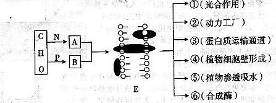 C
H
O
N
A
P
B
E
①(光合作用)
②(动力工厂)
③(蛋白质运输通道)
④(植物细胞壁形成)
⑤(植物渗透吸水)
⑥(合成酶)